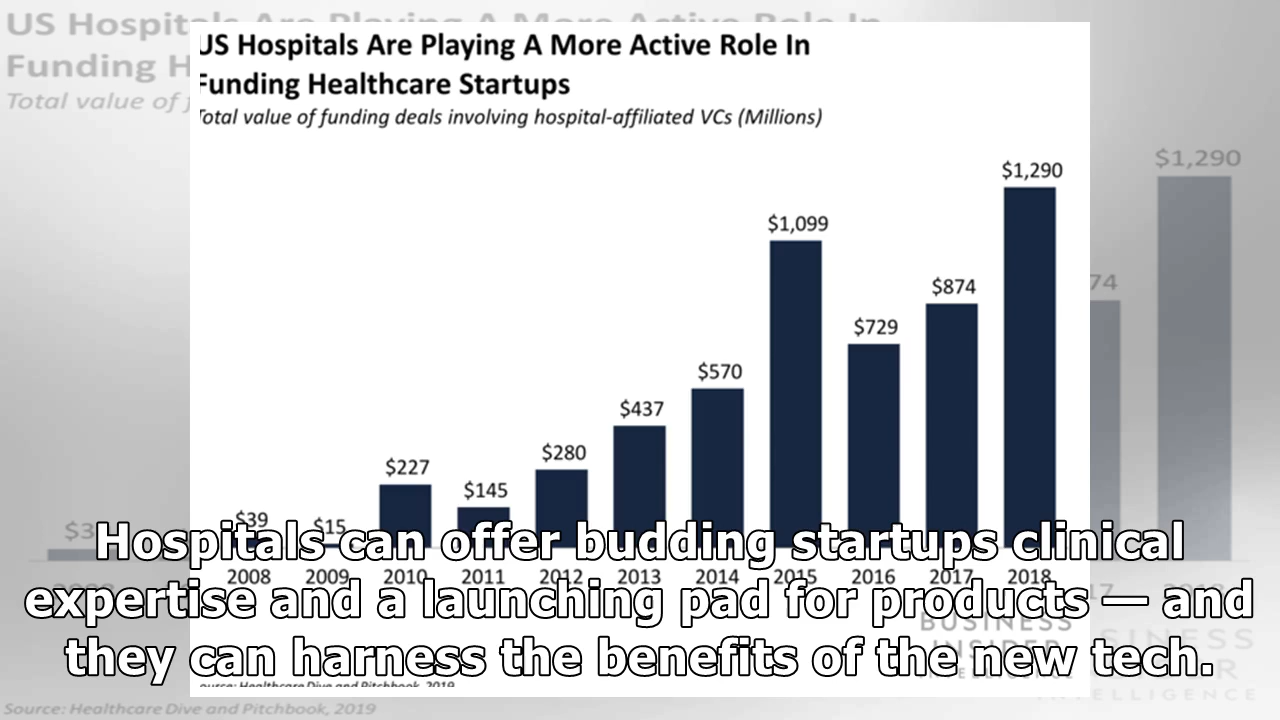 US Hospitals Are Playing A More Active Role In
Funding Healthcare Startups
Total value of funding deals involving hospital-affiliated VCs (Millions)
$1,290
$1,099
$874
$729
$570
$437
$280
$227
$145
$39
$15
2008 2009 2010 2011 2012 2013 2014 2015 2016 2017 2018
Hospitals can offer budding startups clinical
expertise and a launching pad for products — and
they can harness the benefits of the new tech.
BUSINESS
INSIDER
INTELLIGENCE
Source: Healthcare Dive and Pitchbook, 2019